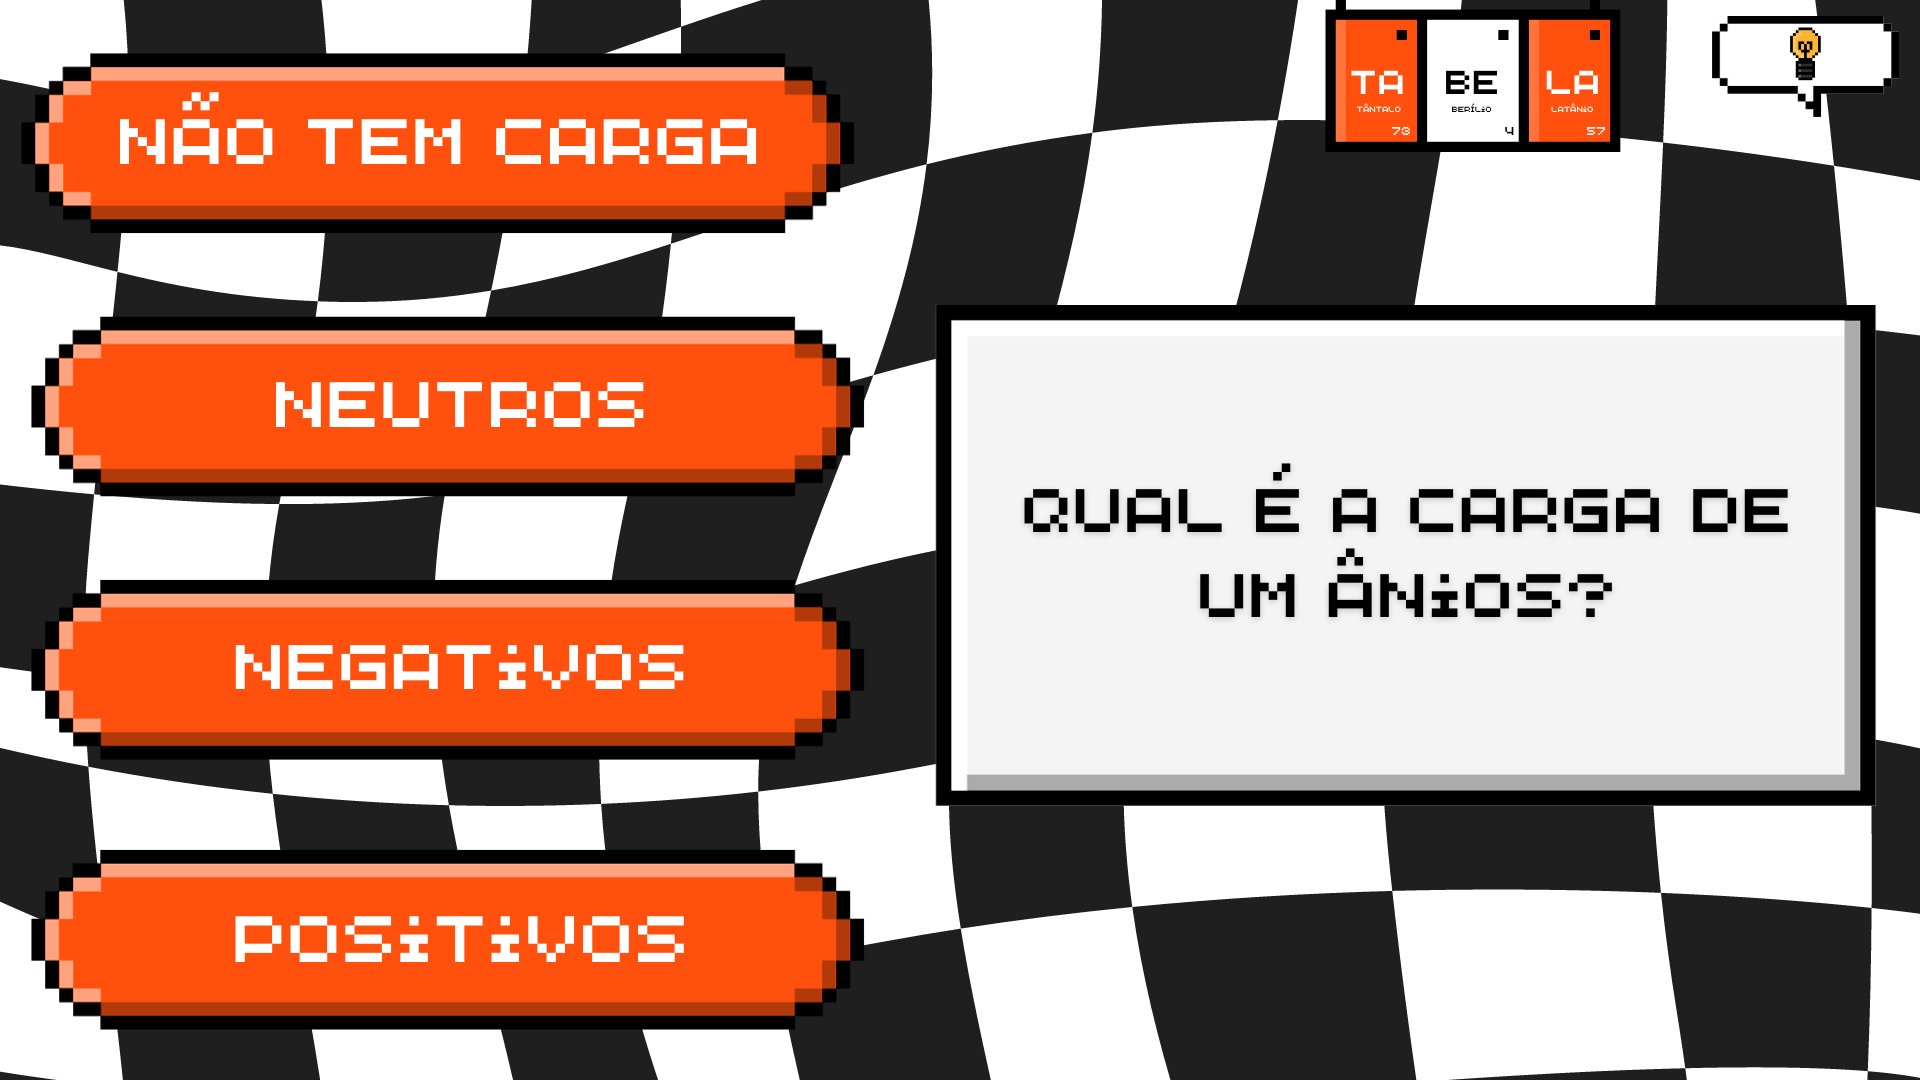 NÃO TEM CARGA
NEUTROS
NEGATiVOS
POSiTiVOS
TA
TÂNTALO
73
BE
BERÍLiO
4
LA
LATÂNiO
57
QUAL É A CARGA DE
UM ÂNiOS?